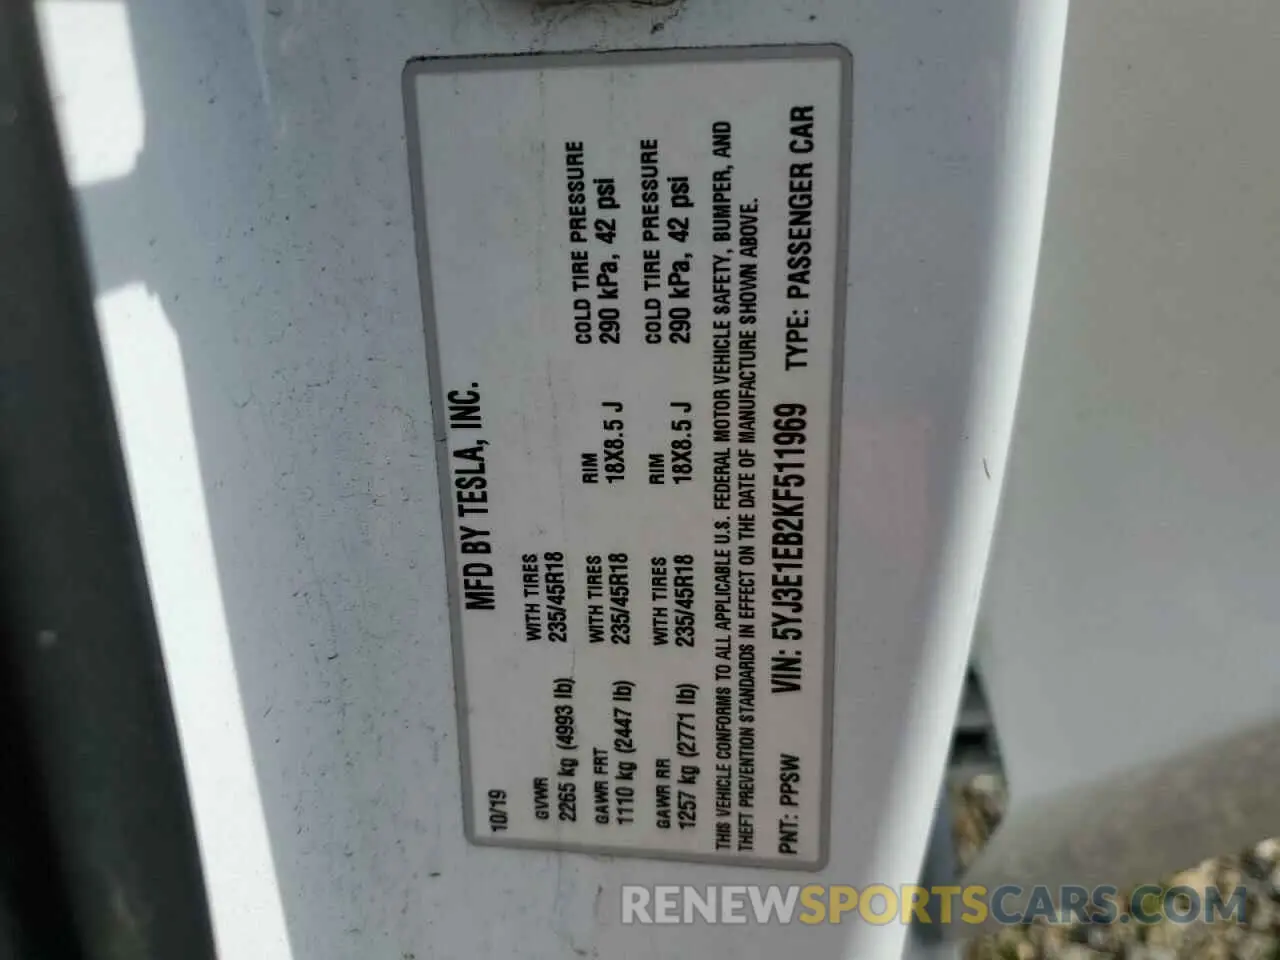 MFD BY TESLA, INC.
10/19
GVWR
2265 kg (4993 lb)
WITH TIRES
235/45R18
GAWR FRT
1110 kg (2447 lb)
WITH TIRES
235/45R18
RIM
18X8.5 J
COLD TIRE PRESSURE
290 kPa, 42 psi
GAWR RR
1257 kg (2771 lb)
WITH TIRES
235/45R18
RIM
18X8.5 J
COLD TIRE PRESSURE
290 kPa, 42 psi
THIS VEHICLE CONFORMS TO ALL APPLICABLE U.S. FEDERAL MOTOR VEHICLE SAFETY, BUMPER, AND
THEFT PREVENTION STANDARDS IN EFFECT ON THE DATE OF MANUFACTURE SHOWN ABOVE.
PNT: PPSW VIN: 5YJ3E1EB2KF511969 TYPE: PASSENGER CAR
RENEWSPORTSCARS.COM